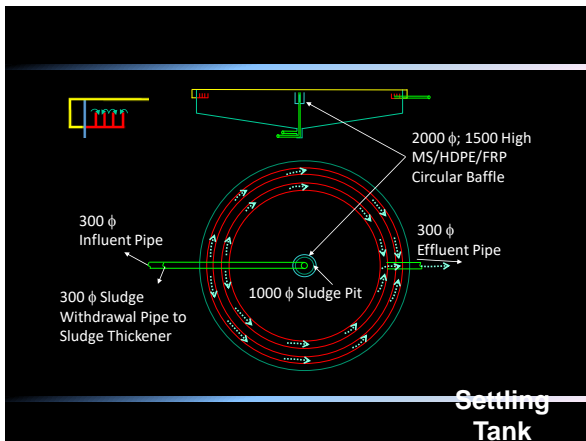 2000 ϕ; 1500 High
MS/HDPE/FRP
Circular Baffle
300 ϕ
Influent Pipe
300 ϕ
Effluent Pipe
1000 ϕ Sludge Pit
300 ϕ Sludge
Withdrawal Pipe to
Sludge Thickener
Settling
Tank